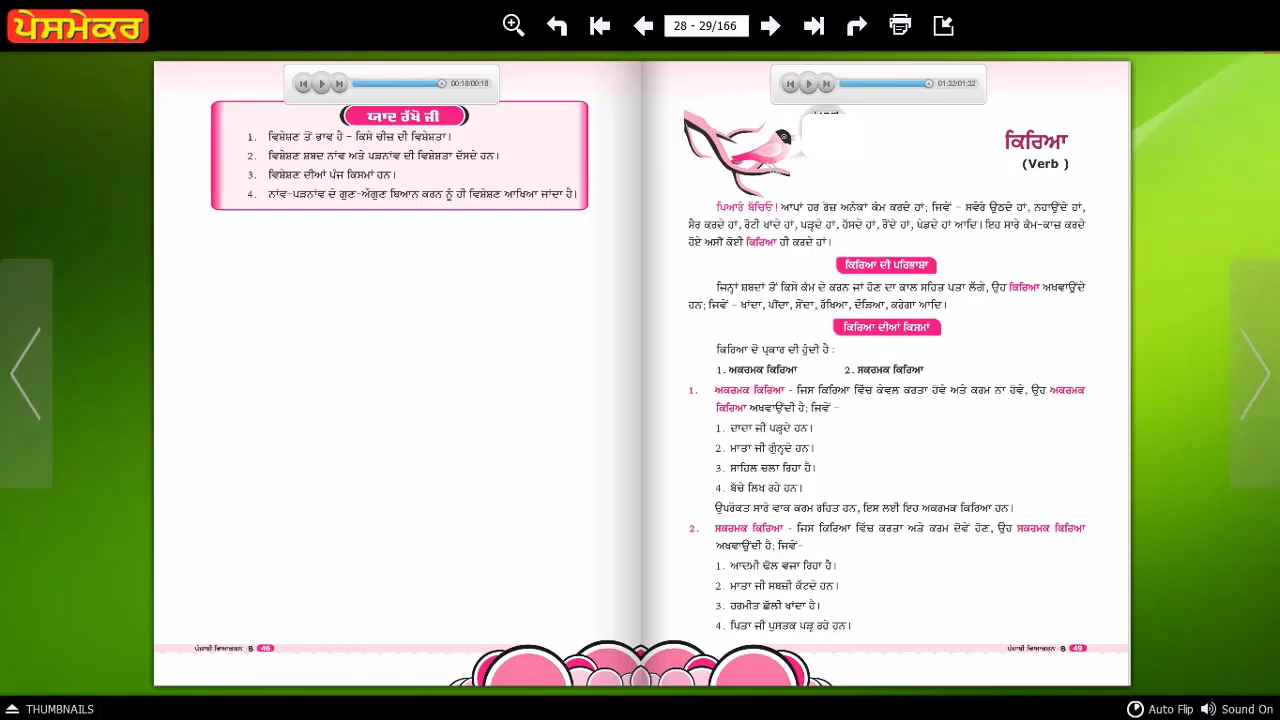 ਪੇਸਮੇਕਰ
28 - 29/166
00:18/00:18
ਯਾਦ ਰੱਖੋ ਜੀ
1. ਵਿਸ਼ੇਸ਼ਣ ਤੋਂ ਭਾਵ ਹੈ - ਕਿਸੇ ਚੀਜ਼ ਦੀ ਵਿਸ਼ੇਸ਼ਤਾ।
2. ਵਿਸ਼ੇਸ਼ਣ ਸ਼ਬਦ ਨਾਂਵ ਅਤੇ ਪੜਨਾਂਵ ਦੀ ਵਿਸ਼ੇਸ਼ਤਾ ਦੱਸਦੇ ਹਨ।
3. ਵਿਸ਼ੇਸ਼ਣ ਦੀਆਂ ਪੰਜ ਕਿਸਮਾਂ ਹਨ।
4. ਨਾਂਵ-ਪੜਨਾਂਵ ਦੇ ਗੁਣ-ਔਗੁਣ ਬਿਆਨ ਕਰਨ ਨੂੰ ਹੀ ਵਿਸ਼ੇਸ਼ਣ ਆਖਿਆ ਜਾਂਦਾ ਹੈ।
ਪੰਜਾਬੀ ਵਿਆਕਰਨ 8 46
01:32/01:32
ਕਿਰਿਆ
(Verb )
ਪਿਆਰੇ ਬੱਚਿਓ! ਆਪਾਂ ਹਰ ਰੋਜ਼ ਅਨੇਕਾਂ ਕੰਮ ਕਰਦੇ ਹਾਂ; ਜਿਵੇਂ - ਸਵੇਰੇ ਉਠਦੇ ਹਾਂ, ਨਹਾਉਂਦੇ ਹਾਂ,
ਸੈਰ ਕਰਦੇ ਹਾਂ, ਰੋਟੀ ਖਾਂਦੇ ਹਾਂ, ਪੜ੍ਹਦੇ ਹਾਂ, ਹੱਸਦੇ ਹਾਂ, ਰੋਂਦੇ ਹਾਂ, ਖੇਡਦੇ ਹਾਂ ਆਦਿ। ਇਹ ਸਾਰੇ ਕੰਮ-ਕਾਜ਼ ਕਰਦੇ
ਹੋਏ ਅਸੀਂ ਕੋਈ ਕਿਰਿਆ ਹੀ ਕਰਦੇ ਹਾਂ।
ਕਿਰਿਆ ਦੀ ਪਰਿਭਾਸ਼ਾ
ਜਿਨ੍ਹਾਂ ਸ਼ਬਦਾਂ ਤੋਂ ਕਿਸੇ ਕੰਮ ਦੇ ਕਰਨ ਜਾਂ ਹੋਣ ਦਾ ਕਾਲ ਸਹਿਤ ਪਤਾ ਲੱਗੇ, ਉਹ ਕਿਰਿਆ ਅਖਵਾਉਂਦੇ
ਹਨ; ਜਿਵੇਂ - ਖਾਂਦਾ, ਪੀਂਦਾ, ਸੌਂਦਾ, ਰੱਖਿਆ, ਦੌੜਿਆ, ਕਰੇਗਾ ਆਦਿ।
ਕਿਰਿਆ ਦੀਆਂ ਕਿਸਮਾਂ
ਕਿਰਿਆ ਦੋ ਪ੍ਰਕਾਰ ਦੀ ਹੁੰਦੀ ਹੈ :
1. ਅਕਰਮਕ ਕਿਰਿਆ 2. ਸਕਰਮਕ ਕਿਰਿਆ
1. ਅਕਰਮਕ ਕਿਰਿਆ - ਜਿਸ ਕਿਰਿਆ ਵਿੱਚ ਕੇਵਲ ਕਰਤਾ ਹੋਵੇ ਅਤੇ ਕਰਮ ਨਾ ਹੋਵੇ, ਉਹ ਅਕਰਮਕ
ਕਿਰਿਆ ਅਖਵਾਉਂਦੀ ਹੈ; ਜਿਵੇਂ -
1. ਦਾਦਾ ਜੀ ਪੜ੍ਹਦੇ ਹਨ।
2. ਮਾਤਾ ਜੀ ਗੁੰਨ੍ਹਦੇ ਹਨ।
3. ਸਾਹਿਲ ਚਲਾ ਰਿਹਾ ਹੈ।
4. ਬੱਚੇ ਲਿਖ ਰਹੇ ਹਨ।
ਉਪਰੋਕਤ ਸਾਰੇ ਵਾਕ ਕਰਮ ਰਹਿਤ ਹਨ, ਇਸ ਲਈ ਇਹ ਅਕਰਮਕ ਕਿਰਿਆ ਹਨ।
2. ਸਕਰਮਕ ਕਿਰਿਆ - ਜਿਸ ਕਿਰਿਆ ਵਿੱਚ ਕਰਤਾ ਅਤੇ ਕਰਮ ਦੋਵੇਂ ਹੋਣ, ਉਹ ਸਕਰਮਕ ਕਿਰਿਆ
ਅਖਵਾਉਂਦੀ ਹੈ; ਜਿਵੇਂ-
1. ਆਦਮੀ ਢੋਲ ਵਜਾ ਰਿਹਾ ਹੈ।
2. ਮਾਤਾ ਜੀ ਸਬਜ਼ੀ ਕੱਟਦੇ ਹਨ।
3. ਹਰਮੀਤ ਛੱਲੀ ਖਾਂਦਾ ਹੈ।
4. ਪਿਤਾ ਜੀ ਪੁਸਤਕ ਪੜ੍ਹ ਰਹੇ ਹਨ।
ਪੰਜਾਬੀ ਵਿਆਕਰਨ 8 49
THUMBNAILS
Auto Flip
Sound On